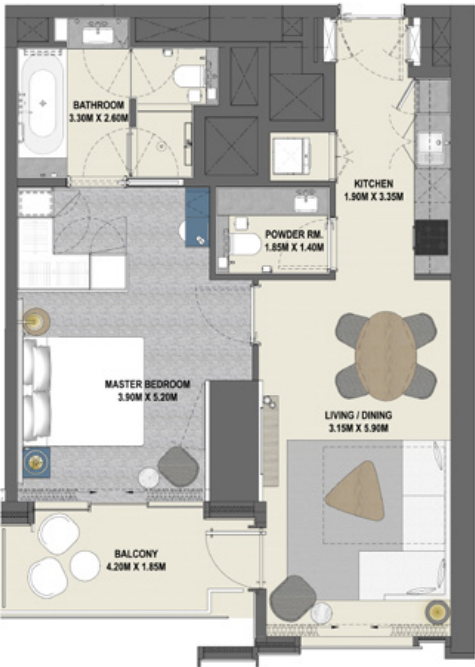 BATHROOM
3.30M X 2.60M
KITCHEN
1.90M X 3.35M
POWDER RM.
1.85M X 1.40M
MASTER BEDROOM
3.90M X 5.20M
LIVING / DINING
3.15M X 5.90M
BALCONY
4.20M X 1.85M